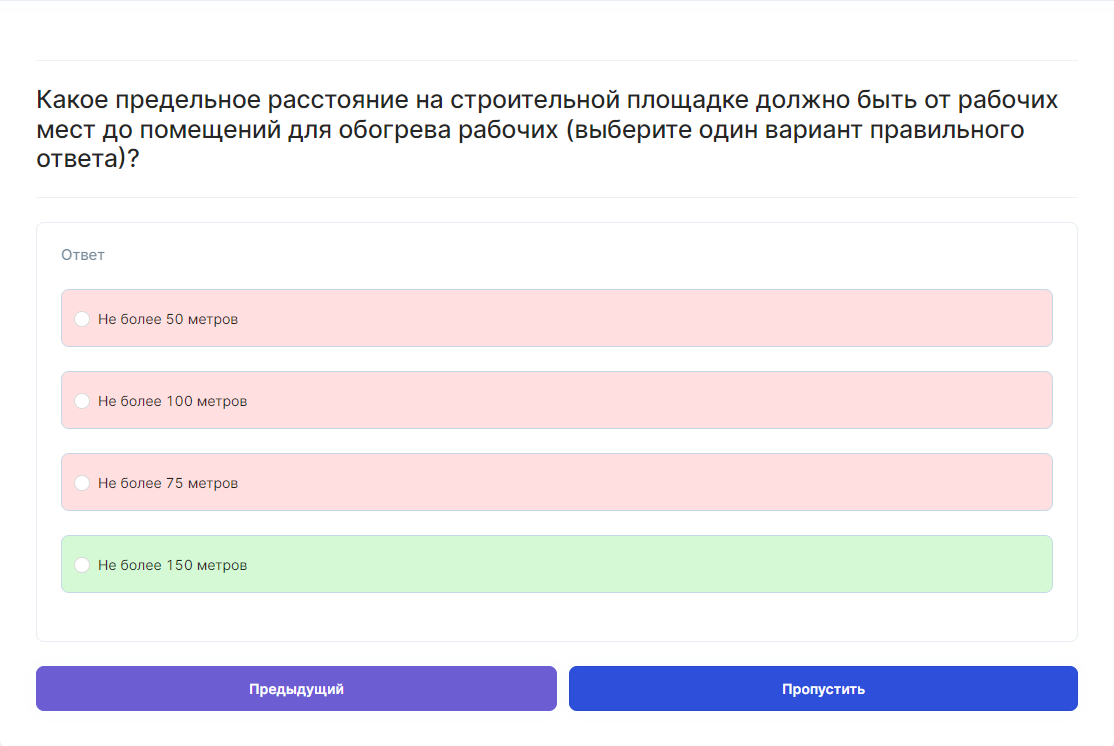 Какое предельное расстояние на строительной площадке должно быть от рабочих
мест до помещений для обогрева рабочих (выберите один вариант правильного
ответа)?
Ответ
Не более 50 метров
Не более 100 метров
Не более 75 метров
Не более 150 метров
Предыдущий
Пропустить